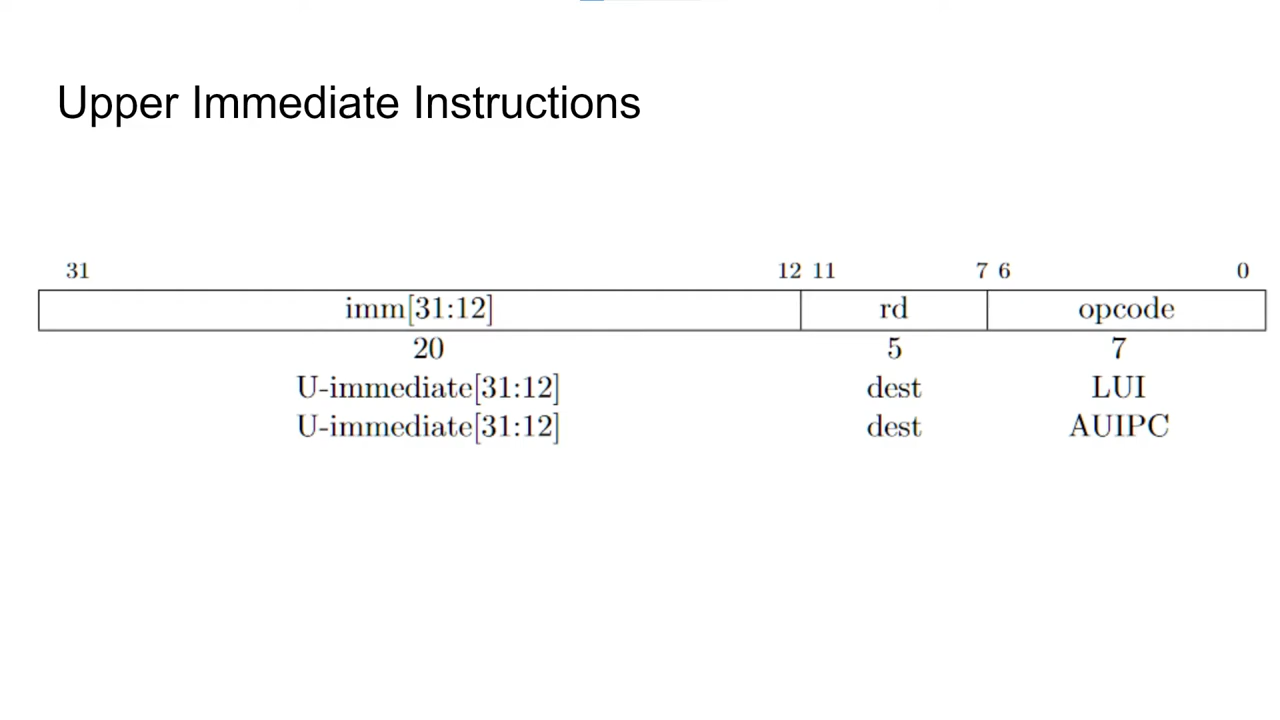 Upper Immediate Instructions
31 12 11 7 6 0
imm[31:12] rd opcode
20 5 7
U-immediate[31:12] dest LUI
U-immediate[31:12] dest AUIPC